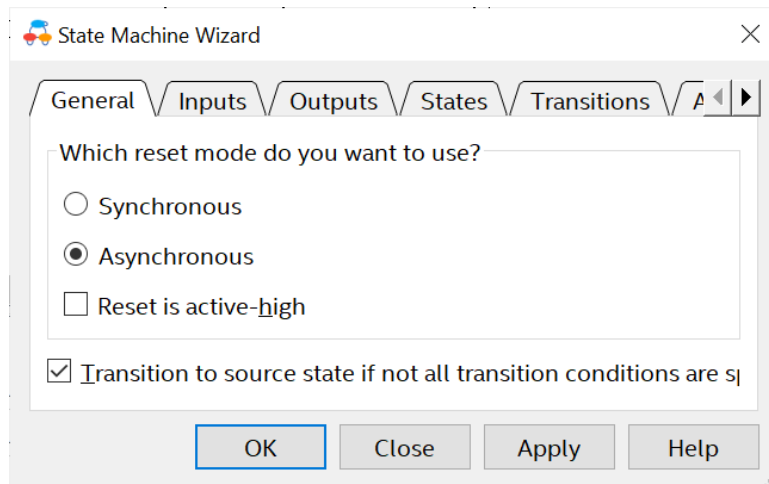 State Machine Wizard
General Inputs Outputs States Transitions
Which reset mode do you want to use?
Synchronous
Asynchronous
Reset is active-high
Transition to source state if not all transition conditions are
OK Close Apply Help